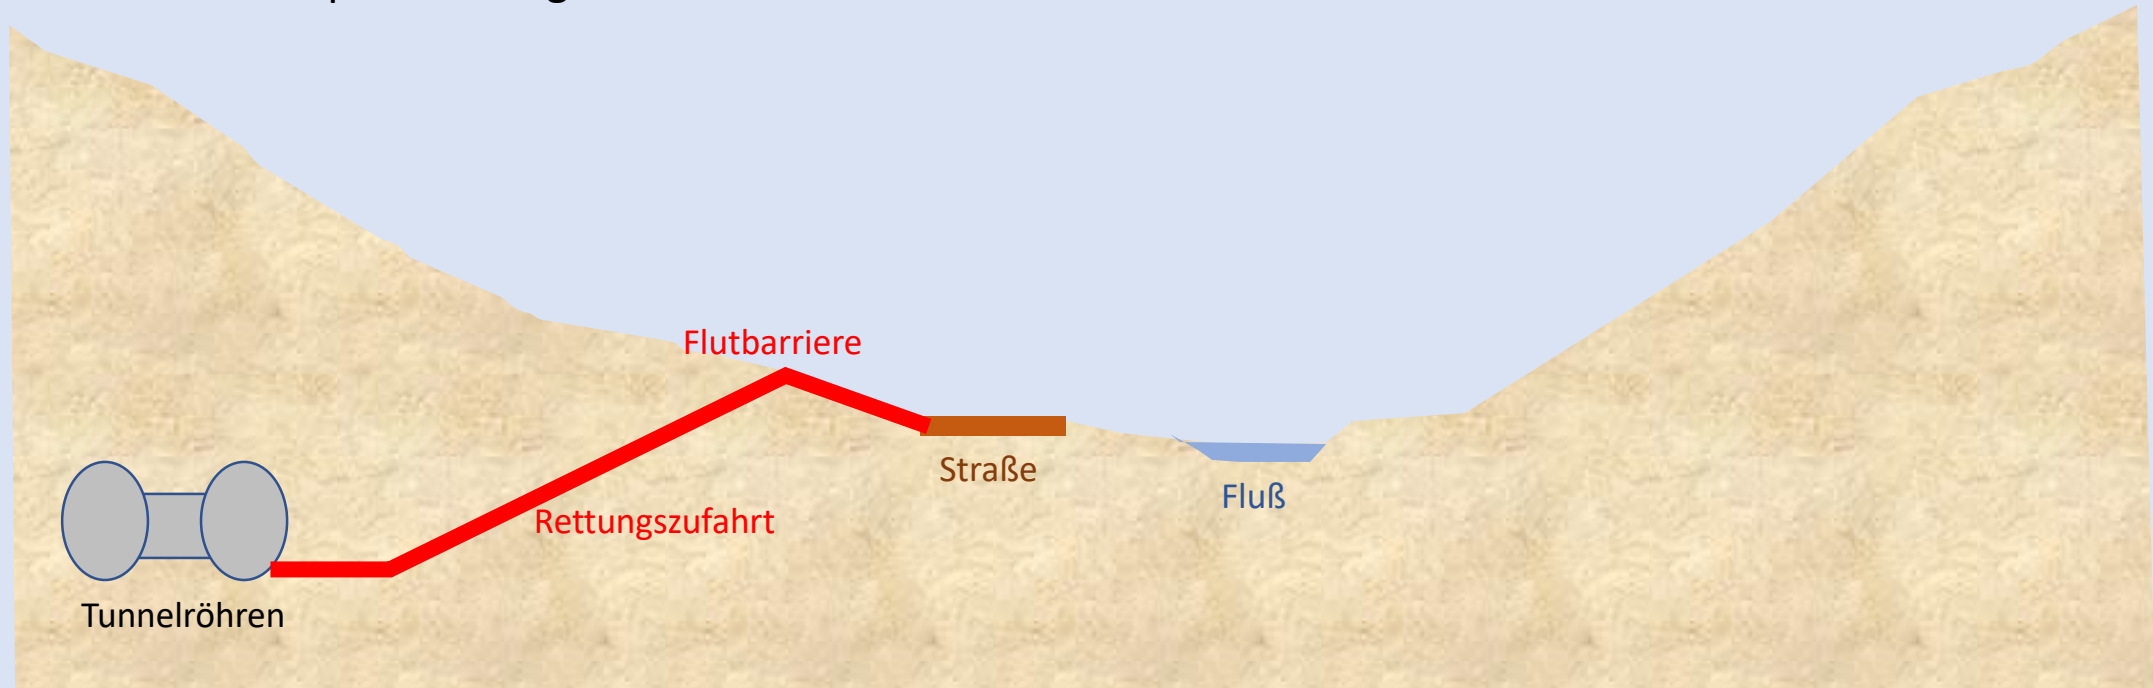 Flutbarriere
Straße
Fluß
Rettungszufahrt
Tunnelröhren